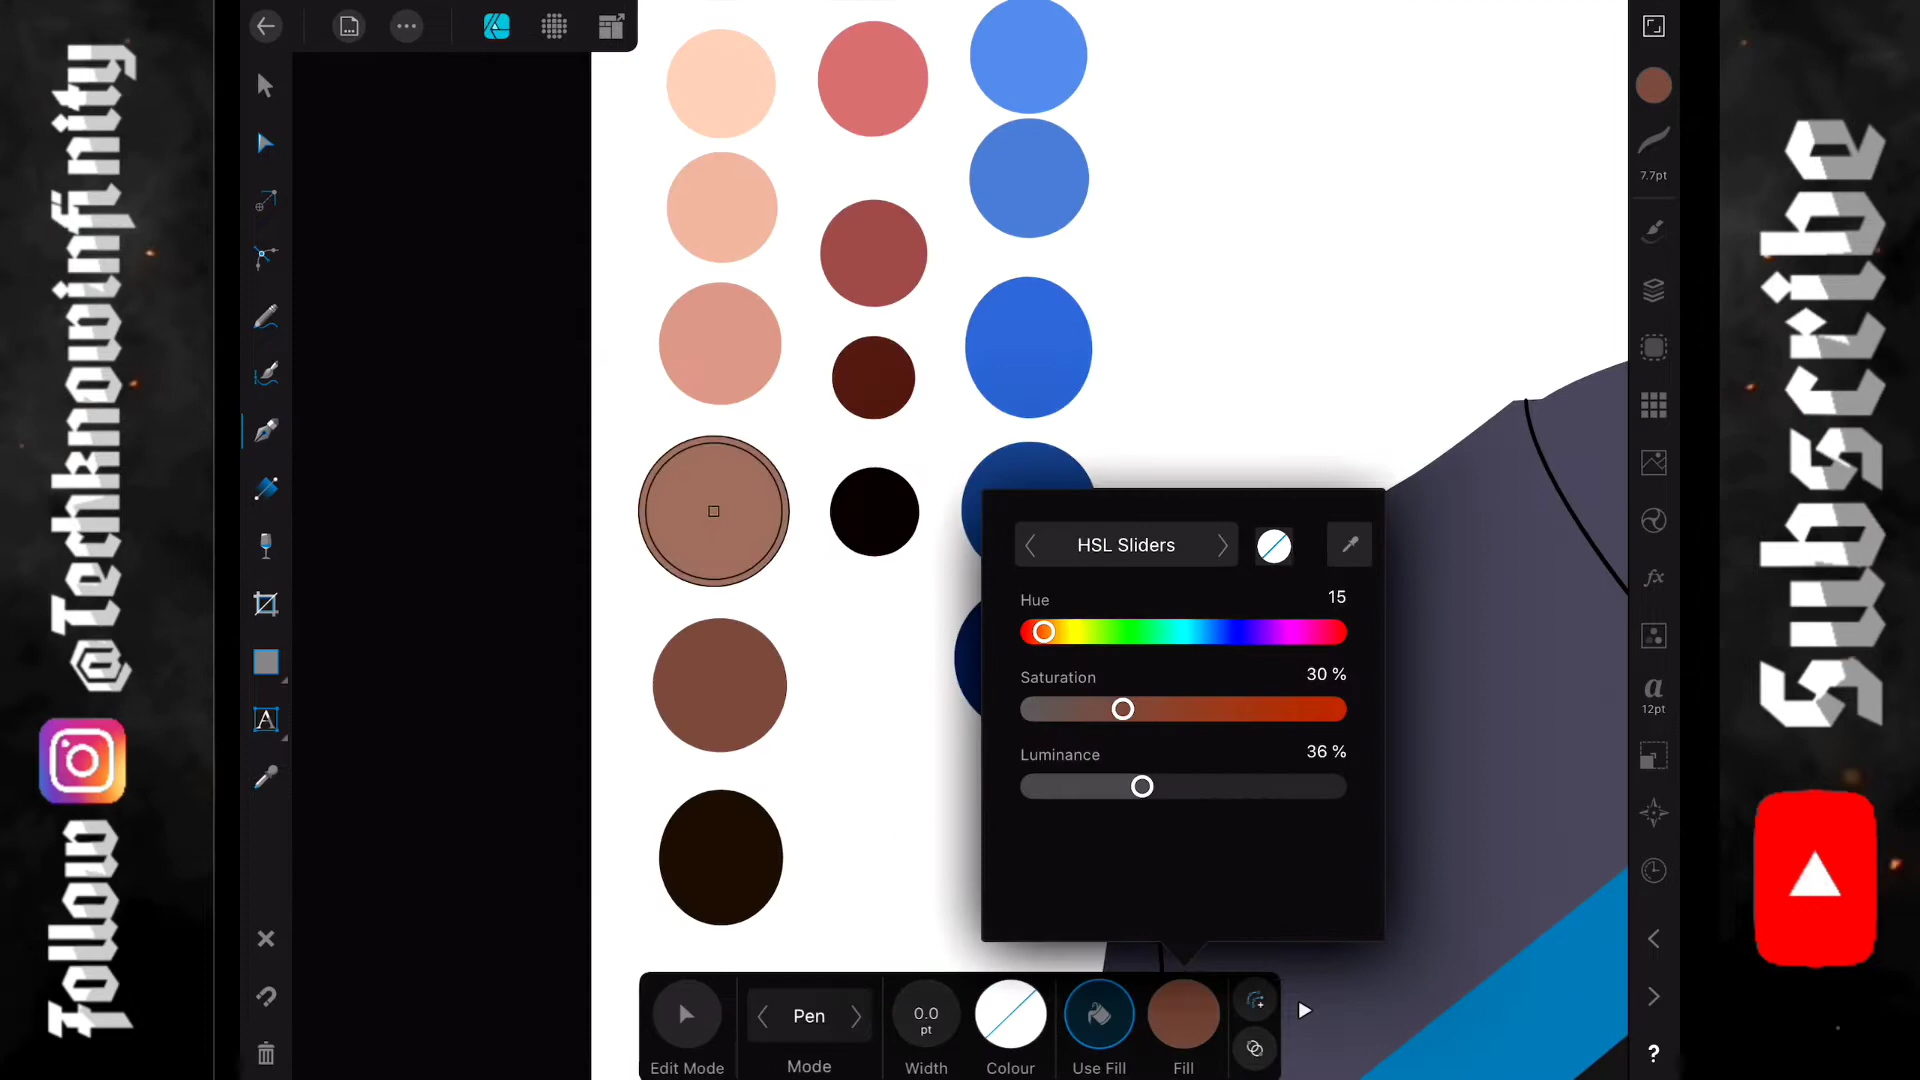 Follow @Techknowinfinity
7.7pt
a
12pt
fx
?
A
HSL Sliders
Hue 15
Saturation 30 %
Luminance 36 %
Edit Mode
Pen
Mode
0.0
pt
Width
Colour
Use Fill
Fill
Subscribe